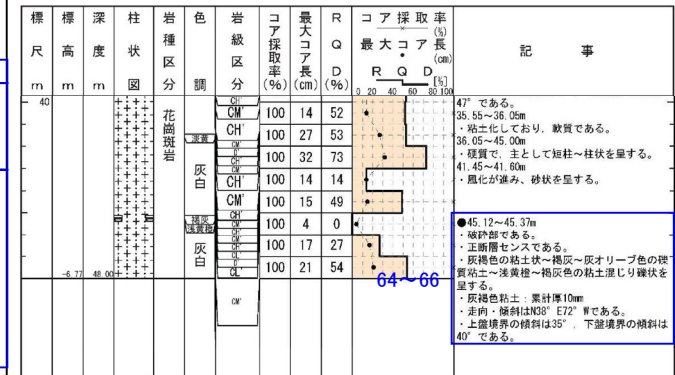 標尺 m
標高 m
深度 m
柱状図
岩種区分
色調
岩級区分
コア採取率(%)
最大コア長(cm)
RQD(%)
コア採取率(%)
最大コア長(cm)
RQD[%]
0 20 40 60 80 100
記事
40
花崗斑岩
淡黄
灰白
褐灰
浅黄橙
灰白
CH'
CM'
CH'
CH'
CM'
CH'
CL'
CM'
100 14 52
100 27 53
100 32 73
100 14 14
100 15 49
100 4 0
100 17 27
100 21 54
-6.77 48.00
64～66
47°である。
35.55～36.05m
・粘土化しており，軟質である。
36.05～45.00m
・硬質で，主として短柱～柱状を呈する。
41.45～41.60m
・風化が進み，砂状を呈する。
●45.12～45.37m
・破砕部である。
・正断層センスである。
・灰褐色の粘土状～褐灰～灰オリーブ色の礫
質粘土～浅黄橙～褐灰色の粘土混じり礫状を
呈する。
・灰褐色粘土：累計厚10mm
・走向・傾斜はN38°E72°Wである。
・上盤境界の傾斜は35°，下盤境界の傾斜は
40°である。